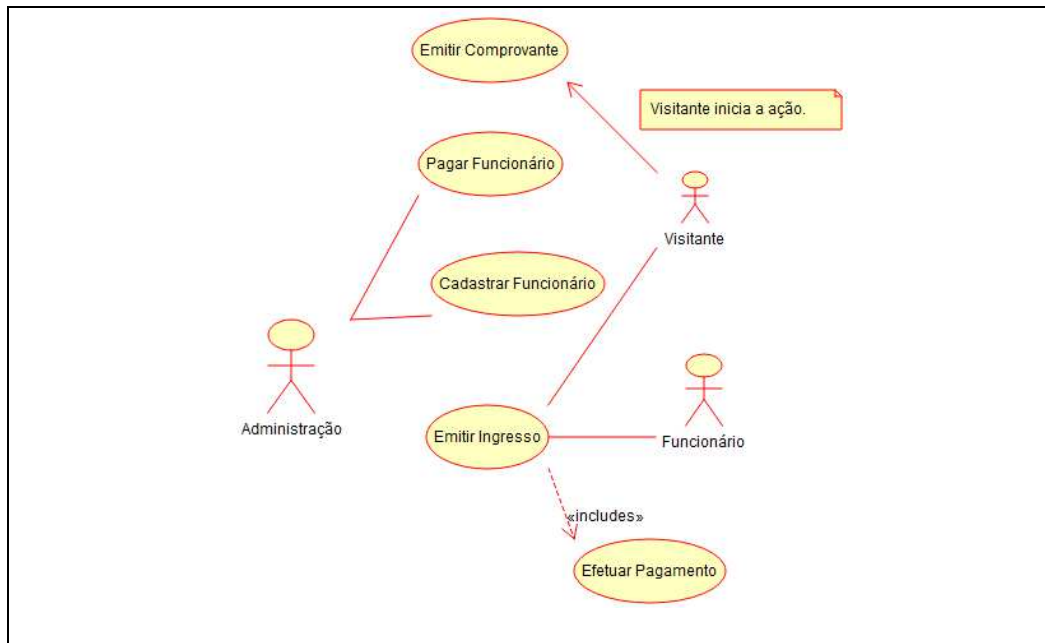 Emitir Comprovante
Visitante inicia a ação.
Pagar Funcionário
Visitante
Cadastrar Funcionário
Administração
Emitir Ingresso
Funcionário
«includes»
Efetuar Pagamento